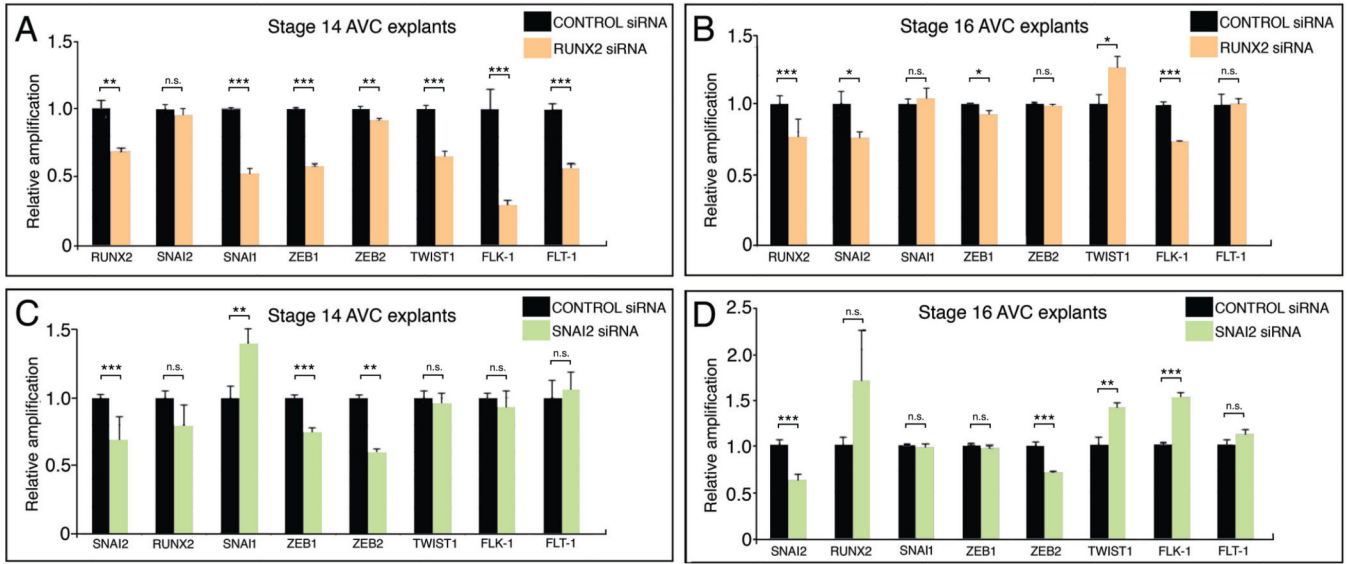 A
Stage 14 AVC explants
CONTROL siRNA
RUNX2 siRNA
Relative amplification
1.5
1.0
0.5
0
** n.s. *** *** ** *** *** ***
RUNX2 SNAI2 SNAI1 ZEB1 ZEB2 TWIST1 FLK-1 FLT-1
B
Stage 16 AVC explants
CONTROL siRNA
RUNX2 siRNA
Relative amplification
1.5
1.0
0.5
0
*** * n.s. * n.s. * *** n.s.
RUNX2 SNAI2 SNAI1 ZEB1 ZEB2 TWIST1 FLK-1 FLT-1
C
Stage 14 AVC explants
CONTROL siRNA
SNAI2 siRNA
Relative amplification
1.5
1.0
0.5
0
*** n.s. ** *** ** n.s. n.s. n.s.
SNAI2 RUNX2 SNAI1 ZEB1 ZEB2 TWIST1 FLK-1 FLT-1
D
Stage 16 AVC explants
CONTROL siRNA
SNAI2 siRNA
Relative amplification
2.5
2.0
1.5
1.0
0.5
0
*** n.s. n.s. n.s. *** ** *** n.s.
SNAI2 RUNX2 SNAI1 ZEB1 ZEB2 TWIST1 FLK-1 FLT-1